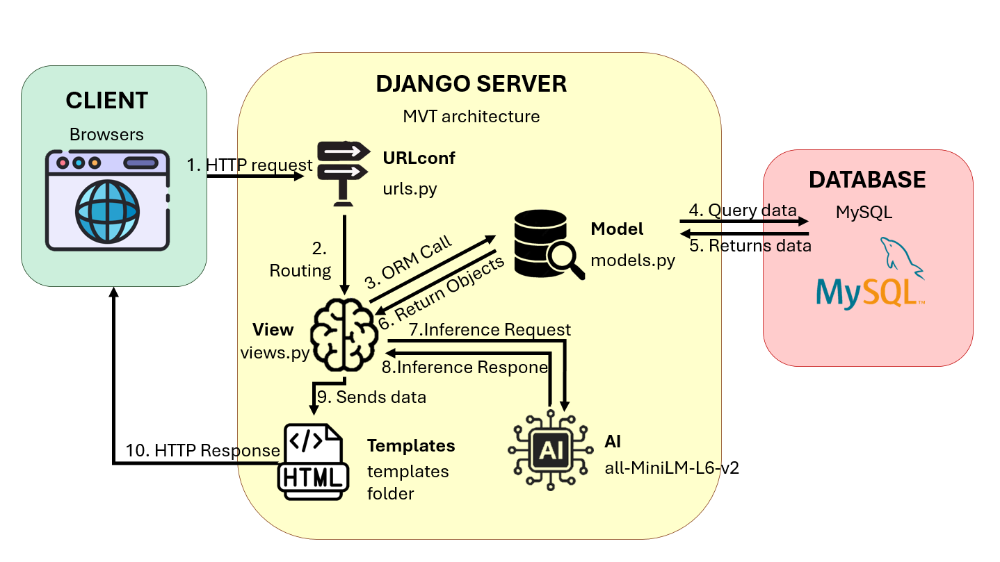 DJANGO SERVER
MVT architecture
CLIENT
Browsers
1. HTTP request
URLconf
urls.py
2.
Routing
3. ORM Call
6. Return Objects
Model
models.py
4. Query data
5. Returns data
DATABASE
MySQL
MySQL™
View
views.py
7.Inference Request
8.Inference Respone
9. Sends data
10. HTTP Response
</>
HTML
Templates
templates
folder
AI
AI
all-MiniLM-L6-v2